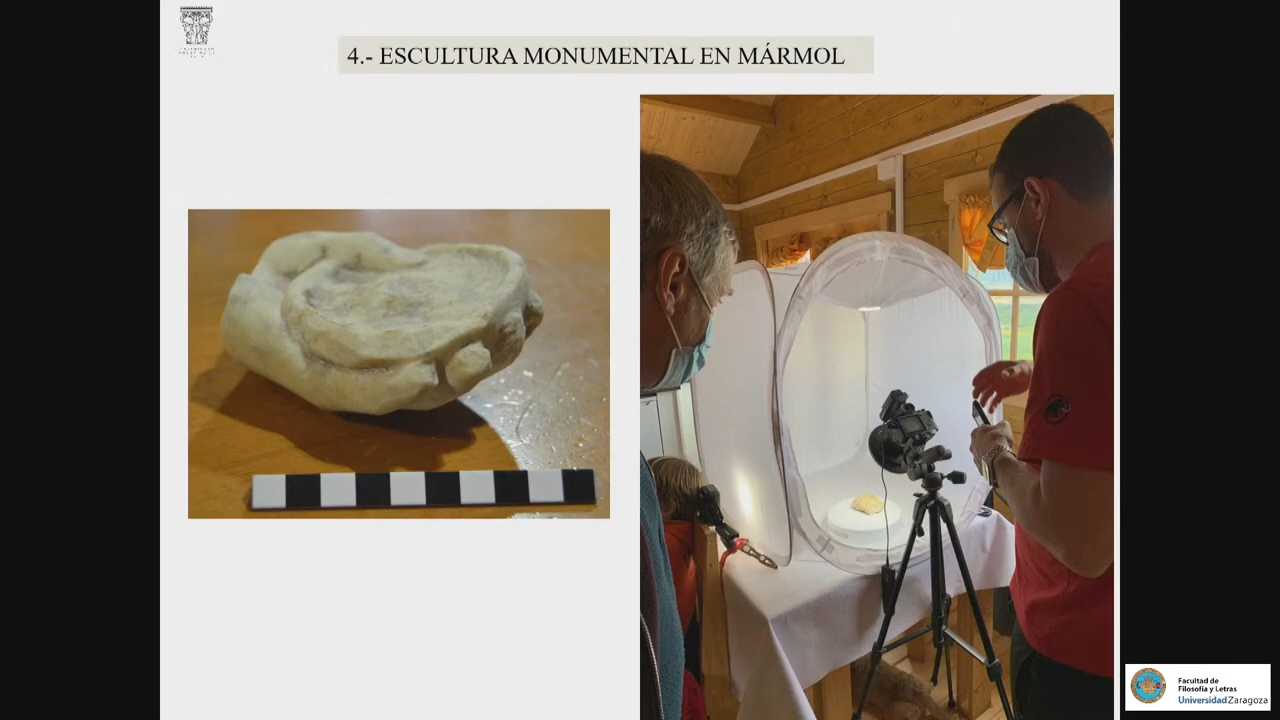 4.- ESCULTURA MONUMENTAL EN MÁRMOL
Facultad de
Filosofía y Letras
Universidad Zaragoza